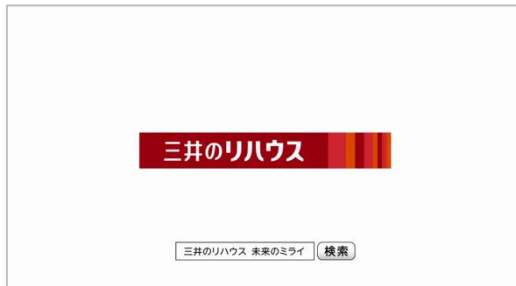 三井のリハウス
三井のリハウス 未来のミライ 検索